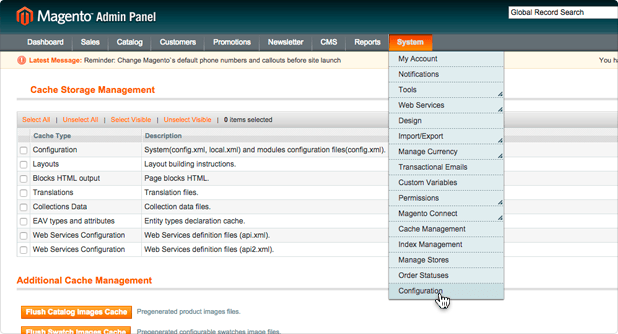 Magento Admin Panel
Global Record Search
Dashboard Sales Catalog Customers Promotions Newsletter CMS Reports System
Latest Message: Reminder: Change Magento`s default phone numbers and callouts before site launch
You ha
My Account
Notifications
Tools
Web Services
Design
Import/Export
Manage Currency
Transactional Emails
Custom Variables
Permissions
Magento Connect
Cache Management
Index Management
Manage Stores
Order Statuses
Configuration
Cache Storage Management
Select All | Unselect All | Select Visible | Unselect Visible | 0 items selected
Cache Type Description
Configuration System(config.xml, local.xml) and modules configuration files(config.xml).
Layouts Layout building instructions.
Blocks HTML output Page blocks HTML.
Translations Translation files.
Collections Data Collection data files.
EAV types and attributes Entity types declaration cache.
Web Services Configuration Web Services definition files (api.xml).
Web Services Configuration Web Services definition files (api2.xml).
Additional Cache Management
Flush Catalog Images Cache Pregenerated product images files.
Flush Swatch Images Cache Pregenerated configurable swatches image files.